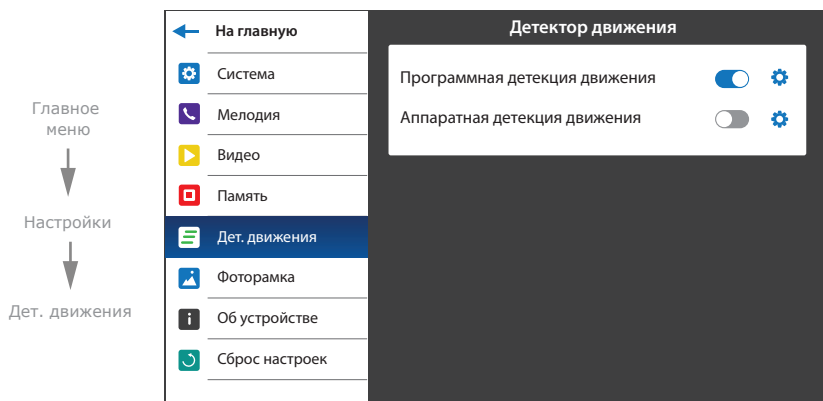 Главное
меню
Настройки
Дет. движения
На главную
Система
Мелодия
Видео
Память
Дет. движения
Фоторамка
Об устройстве
Сброс настроек
Детектор движения
Программная детекция движения
Аппаратная детекция движения